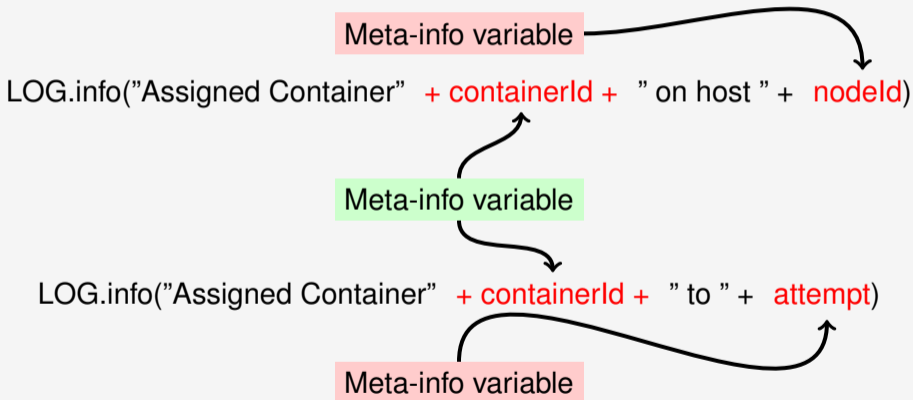 Meta-info variable
LOG.info(”Assigned Container” + containerId + ” on host ” + nodeId)
Meta-info variable
LOG.info(”Assigned Container” + containerId + ” to ” + attempt)
Meta-info variable